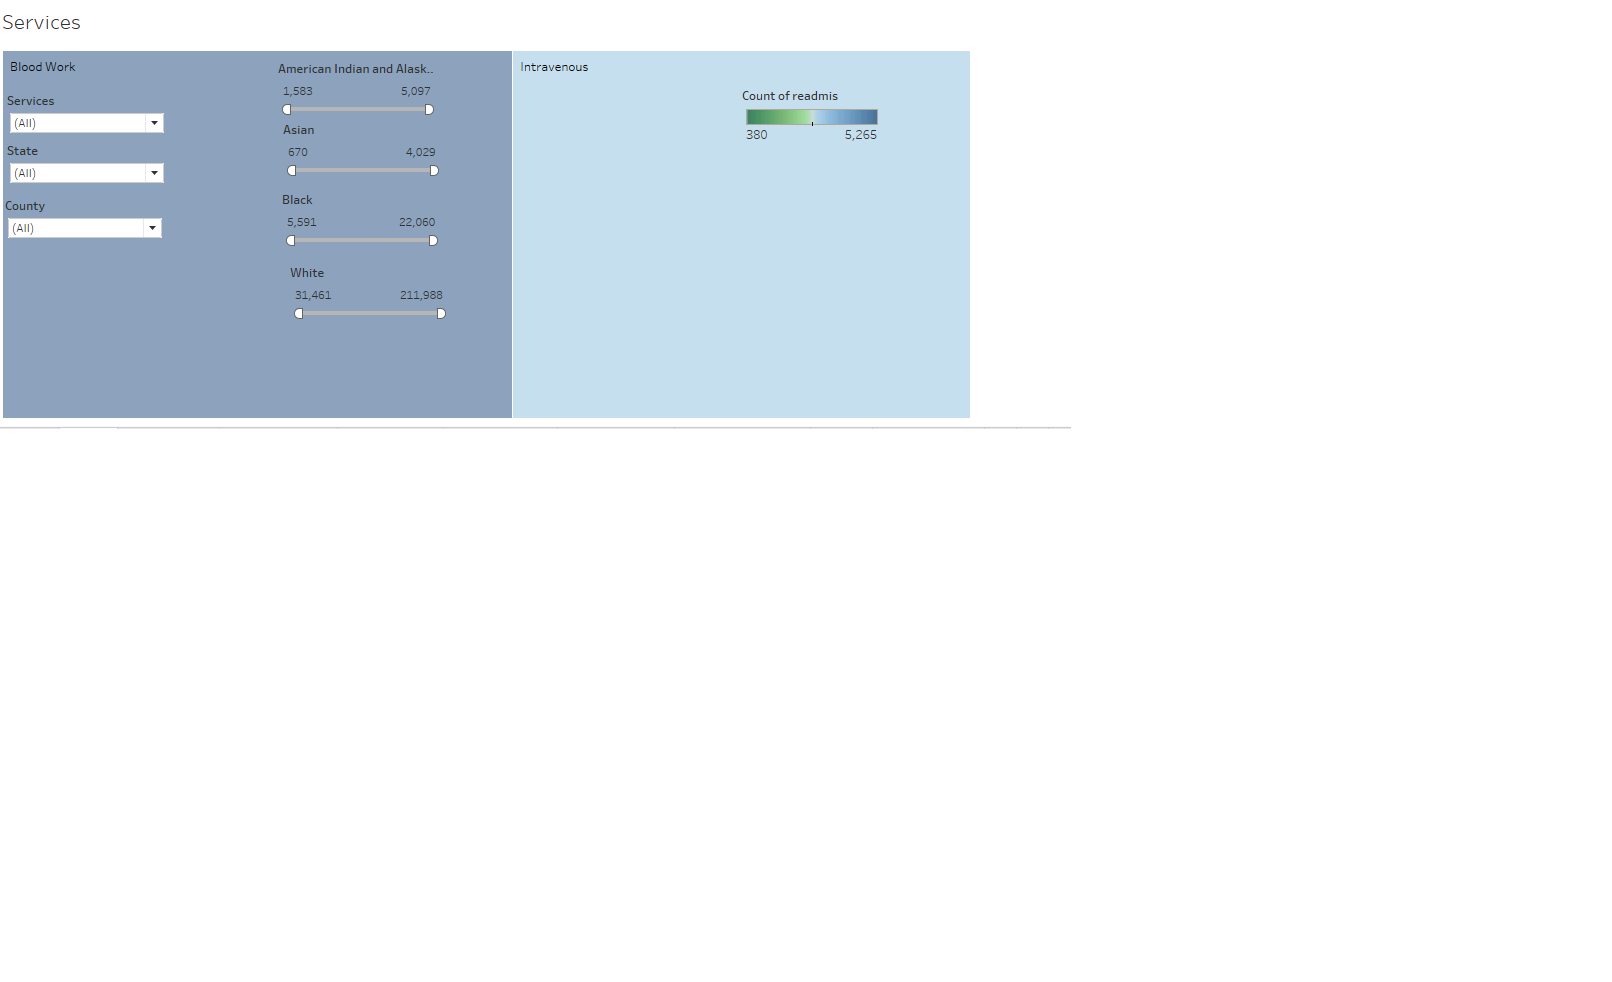 Services
Blood Work
Services
(All)
State
(All)
County
(All)
American Indian and Alask..
1,583 5,097
Asian
670 4,029
Black
5,591 22,060
White
31,461 211,988
Intravenous
Count of readmis
380 5,265